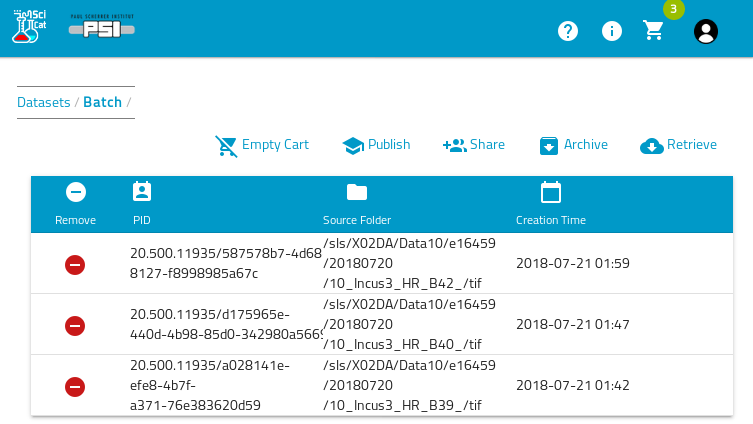 SciCat
PAUL SCHERRER INSTITUT
PSI
3
Datasets / Batch /
Empty Cart Publish Share Archive Retrieve
Remove PID Source Folder Creation Time
20.500.11935/587578b7-4d68
8127-f8998985a67c
/sls/X02DA/Data10/e16459
/20180720
/10_Incus3_HR_B42_/tif
2018-07-21 01:59
20.500.11935/d175965e-
440d-4b98-85d0-342980a5669
/sls/X02DA/Data10/e16459
/20180720
/10_Incus3_HR_B40_/tif
2018-07-21 01:47
20.500.11935/a028141e-
efe8-4b7f-
a371-76e383620d59
/sls/X02DA/Data10/e16459
/20180720
/10_Incus3_HR_B39_/tif
2018-07-21 01:42